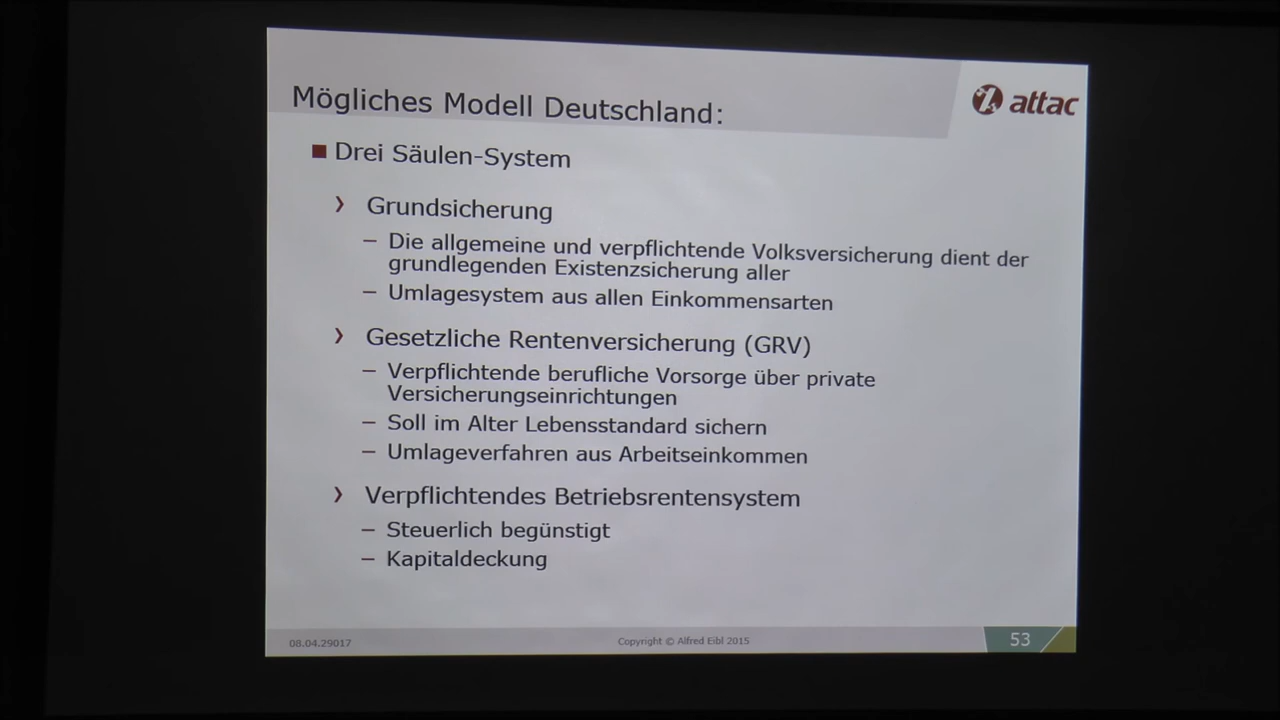 Mögliches Modell Deutschland:
attac
■ Drei Säulen-System
› Grundsicherung
– Die allgemeine und verpflichtende Volksversicherung dient der
grundlegenden Existenzsicherung aller
– Umlagesystem aus allen Einkommensarten
› Gesetzliche Rentenversicherung (GRV)
– Verpflichtende berufliche Vorsorge über private
Versicherungseinrichtungen
– Soll im Alter Lebensstandard sichern
– Umlageverfahren aus Arbeitseinkommen
› Verpflichtendes Betriebsrentensystem
– Steuerlich begünstigt
– Kapitaldeckung
08.04.29017
Copyright © Alfred Eibl 2015
53